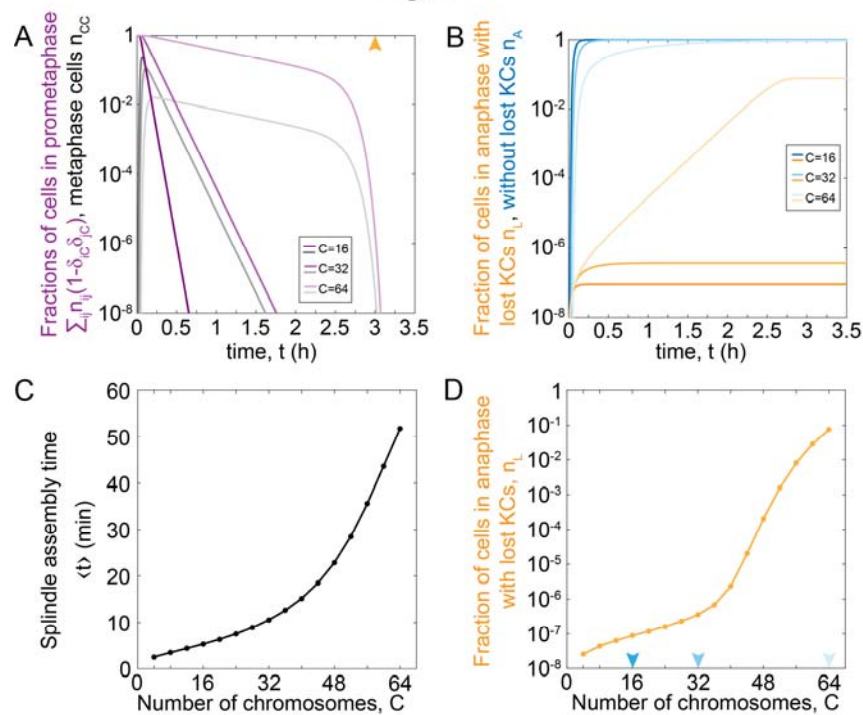 A
Fractions of cells in prometaphase
∑ijnij(1-δiCδjC), metaphase cells nCC
1
10-2
10-4
10-6
10-8
C=16
C=32
C=64
0 0.5 1 1.5 2 2.5 3 3.5
time, t (h)
B
Fraction of cells in anaphase with
lost KCs nL, without lost KCs nA
1
10-2
10-4
10-6
10-8
C=16
C=32
C=64
0 0.5 1 1.5 2 2.5 3 3.5
time, t (h)
C
Splindle assembly time
⟨t⟩ (min)
60
50
40
30
20
10
0
0 16 32 48 64
Number of chromosomes, C
D
Fraction of cells in anaphase
with lost KCs, nL
1
10-1
10-2
10-3
10-4
10-5
10-6
10-7
10-8
0 16 32 48 64
Number of chromosomes, C